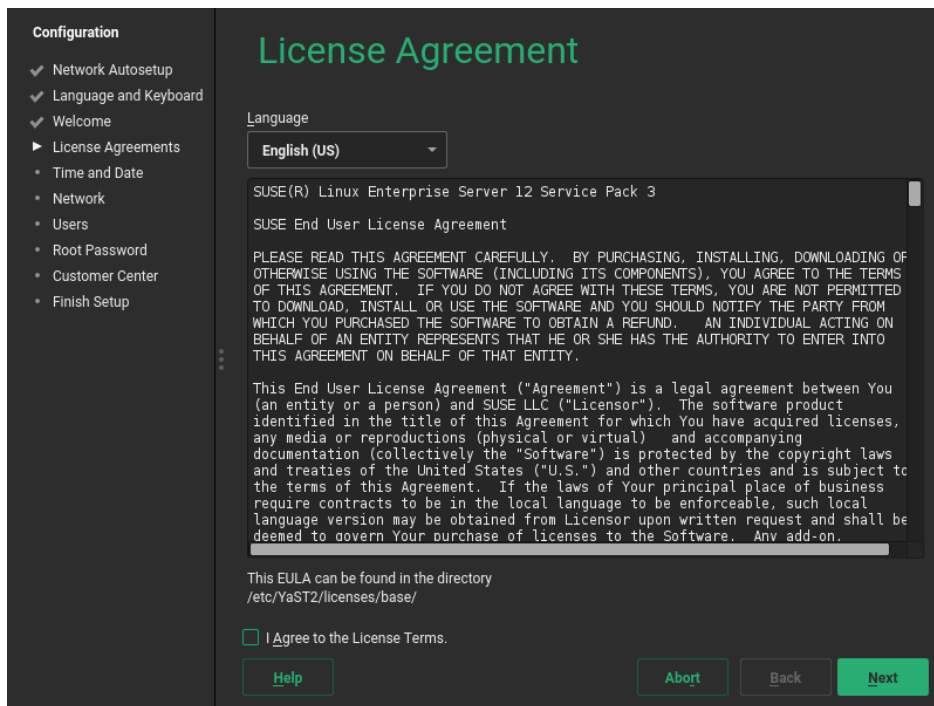 Configuration
Network Autosetup
Language and Keyboard
Welcome
License Agreements
Time and Date
Network
Users
Root Password
Customer Center
Finish Setup
License Agreement
Language
English (US)
SUSE(R) Linux Enterprise Server 12 Service Pack 3
SUSE End User License Agreement
PLEASE READ THIS AGREEMENT CAREFULLY.  BY PURCHASING, INSTALLING, DOWNLOADING OR
OTHERWISE USING THE SOFTWARE (INCLUDING ITS COMPONENTS), YOU AGREE TO THE TERMS
OF THIS AGREEMENT.  IF YOU DO NOT AGREE WITH THESE TERMS, YOU ARE NOT PERMITTED
TO DOWNLOAD, INSTALL OR USE THE SOFTWARE AND YOU SHOULD NOTIFY THE PARTY FROM
WHICH YOU PURCHASED THE SOFTWARE TO OBTAIN A REFUND.   AN INDIVIDUAL ACTING ON
BEHALF OF AN ENTITY REPRESENTS THAT HE OR SHE HAS THE AUTHORITY TO ENTER INTO
THIS AGREEMENT ON BEHALF OF THAT ENTITY.
This End User License Agreement ("Agreement") is a legal agreement between You
(an entity or a person) and SUSE LLC ("Licensor").  The software product
identified in the title of this Agreement for which You have acquired licenses,
any media or reproductions (physical or virtual)   and accompanying
documentation (collectively the "Software") is protected by the copyright laws
and treaties of the United States ("U.S.") and other countries and is subject to
the terms of this Agreement.  If the laws of Your principal place of business
require contracts to be in the local language to be enforceable, such local
language version may be obtained from Licensor upon written request and shall be
deemed to govern Your purchase of licenses to the Software.  Any add-on,
This EULA can be found in the directory
/etc/YaST2/licenses/base/
I Agree to the License Terms.
Help
Abort
Back
Next